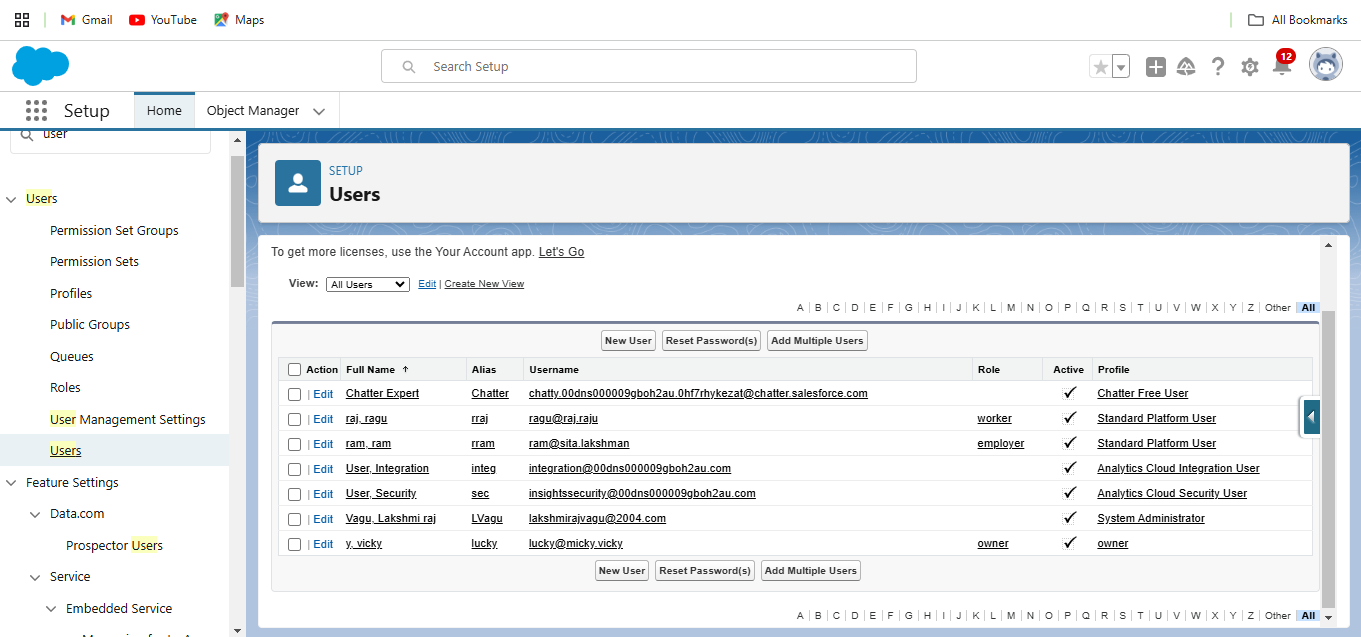 Gmail YouTube Maps All Bookmarks
Search Setup 12
Setup Home Object Manager
user
Users
Permission Set Groups
Permission Sets
Profiles
Public Groups
Queues
Roles
User Management Settings
Users
Feature Settings
Data.com
Prospector Users
Service
Embedded Service
SETUP
Users
To get more licenses, use the Your Account app. Let's Go
View: All Users Edit | Create New View
A | B | C | D | E | F | G | H | I | J | K | L | M | N | O | P | Q | R | S | T | U | V | W | X | Y | Z | Other | All
New User Reset Password(s) Add Multiple Users
Action Full Name ↑ Alias Username Role Active Profile
| Edit Chatter Expert Chatter chatty.00dns000009gboh2au.0hf7rhykezat@chatter.salesforce.com ✓ Chatter Free User
| Edit raj, ragu rraj ragu@raj.raju worker ✓ Standard Platform User
| Edit ram, ram rram ram@sita.lakshman employer ✓ Standard Platform User
| Edit User, Integration integ integration@00dns000009gboh2au.com ✓ Analytics Cloud Integration User
| Edit User, Security sec insightssecurity@00dns000009gboh2au.com ✓ Analytics Cloud Security User
| Edit Vagu, Lakshmi raj LVagu lakshmirajvagu@2004.com ✓ System Administrator
| Edit y, vicky lucky lucky@micky.vicky owner ✓ owner
New User Reset Password(s) Add Multiple Users
A | B | C | D | E | F | G | H | I | J | K | L | M | N | O | P | Q | R | S | T | U | V | W | X | Y | Z | Other | All